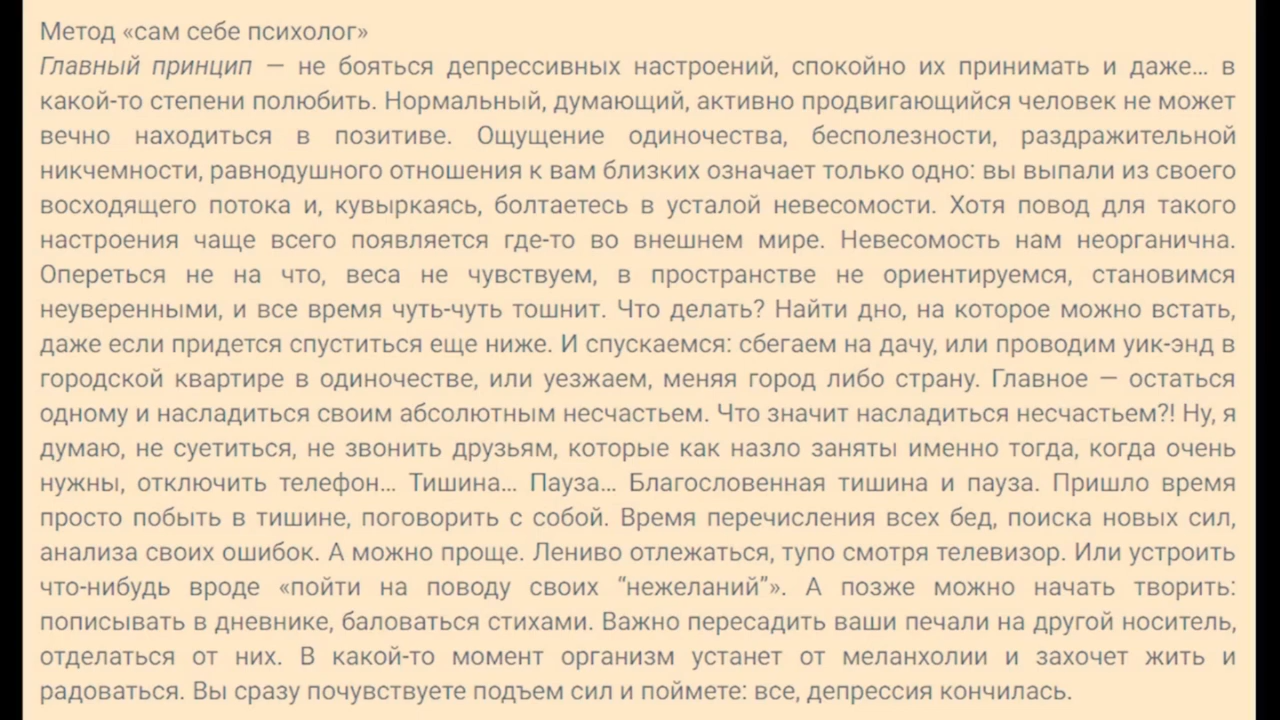 Метод «сам себе психолог»
Главный принцип — не бояться депрессивных настроений, спокойно их принимать и даже... в
какой-то степени полюбить. Нормальный, думающий, активно продвигающийся человек не может
вечно находиться в позитиве. Ощущение одиночества, бесполезности, раздражительной
никчемности, равнодушного отношения к вам близких означает только одно: вы выпали из своего
восходящего потока и, кувыркаясь, болтаетесь в усталой невесомости. Хотя повод для такого
настроения чаще всего появляется где-то во внешнем мире. Невесомость нам неорганична.
Опереться не на что, веса не чувствуем, в пространстве не ориентируемся, становимся
неуверенными, и все время чуть-чуть тошнит. Что делать? Найти дно, на которое можно встать,
даже если придется спуститься еще ниже. И спускаемся: сбегаем на дачу, или проводим уик-энд в
городской квартире в одиночестве, или уезжаем, меняя город либо страну. Главное — остаться
одному и насладиться своим абсолютным несчастьем. Что значит насладиться несчастьем?! Ну, я
думаю, не суетиться, не звонить друзьям, которые как назло заняты именно тогда, когда очень
нужны, отключить телефон... Тишина... Пауза... Благословенная тишина и пауза. Пришло время
просто побыть в тишине, поговорить с собой. Время перечисления всех бед, поиска новых сил,
анализа своих ошибок. А можно проще. Лениво отлежаться, тупо смотря телевизор. Или устроить
что-нибудь вроде «пойти на поводу своих “нежеланий”». А позже можно начать творить:
пописывать в дневнике, баловаться стихами. Важно пересадить ваши печали на другой носитель,
отделаться от них. В какой-то момент организм устанет от меланхолии и захочет жить и
радоваться. Вы сразу почувствуете подъем сил и поймете: все, депрессия кончилась.